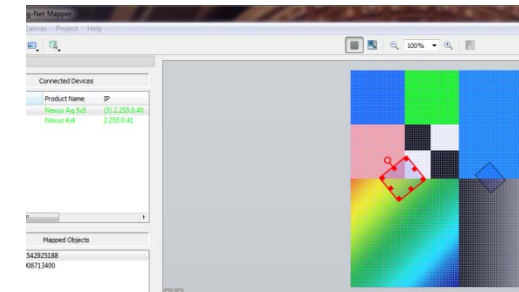 g-Net Mapper
Canvas Project Help
100%
Connected Devices
Product Name IP
Nexus Aq 5x5 (3) 2.255.0.40
Nexus 4x4 2.255.0.41
Mapped Objects
542925188
08713400